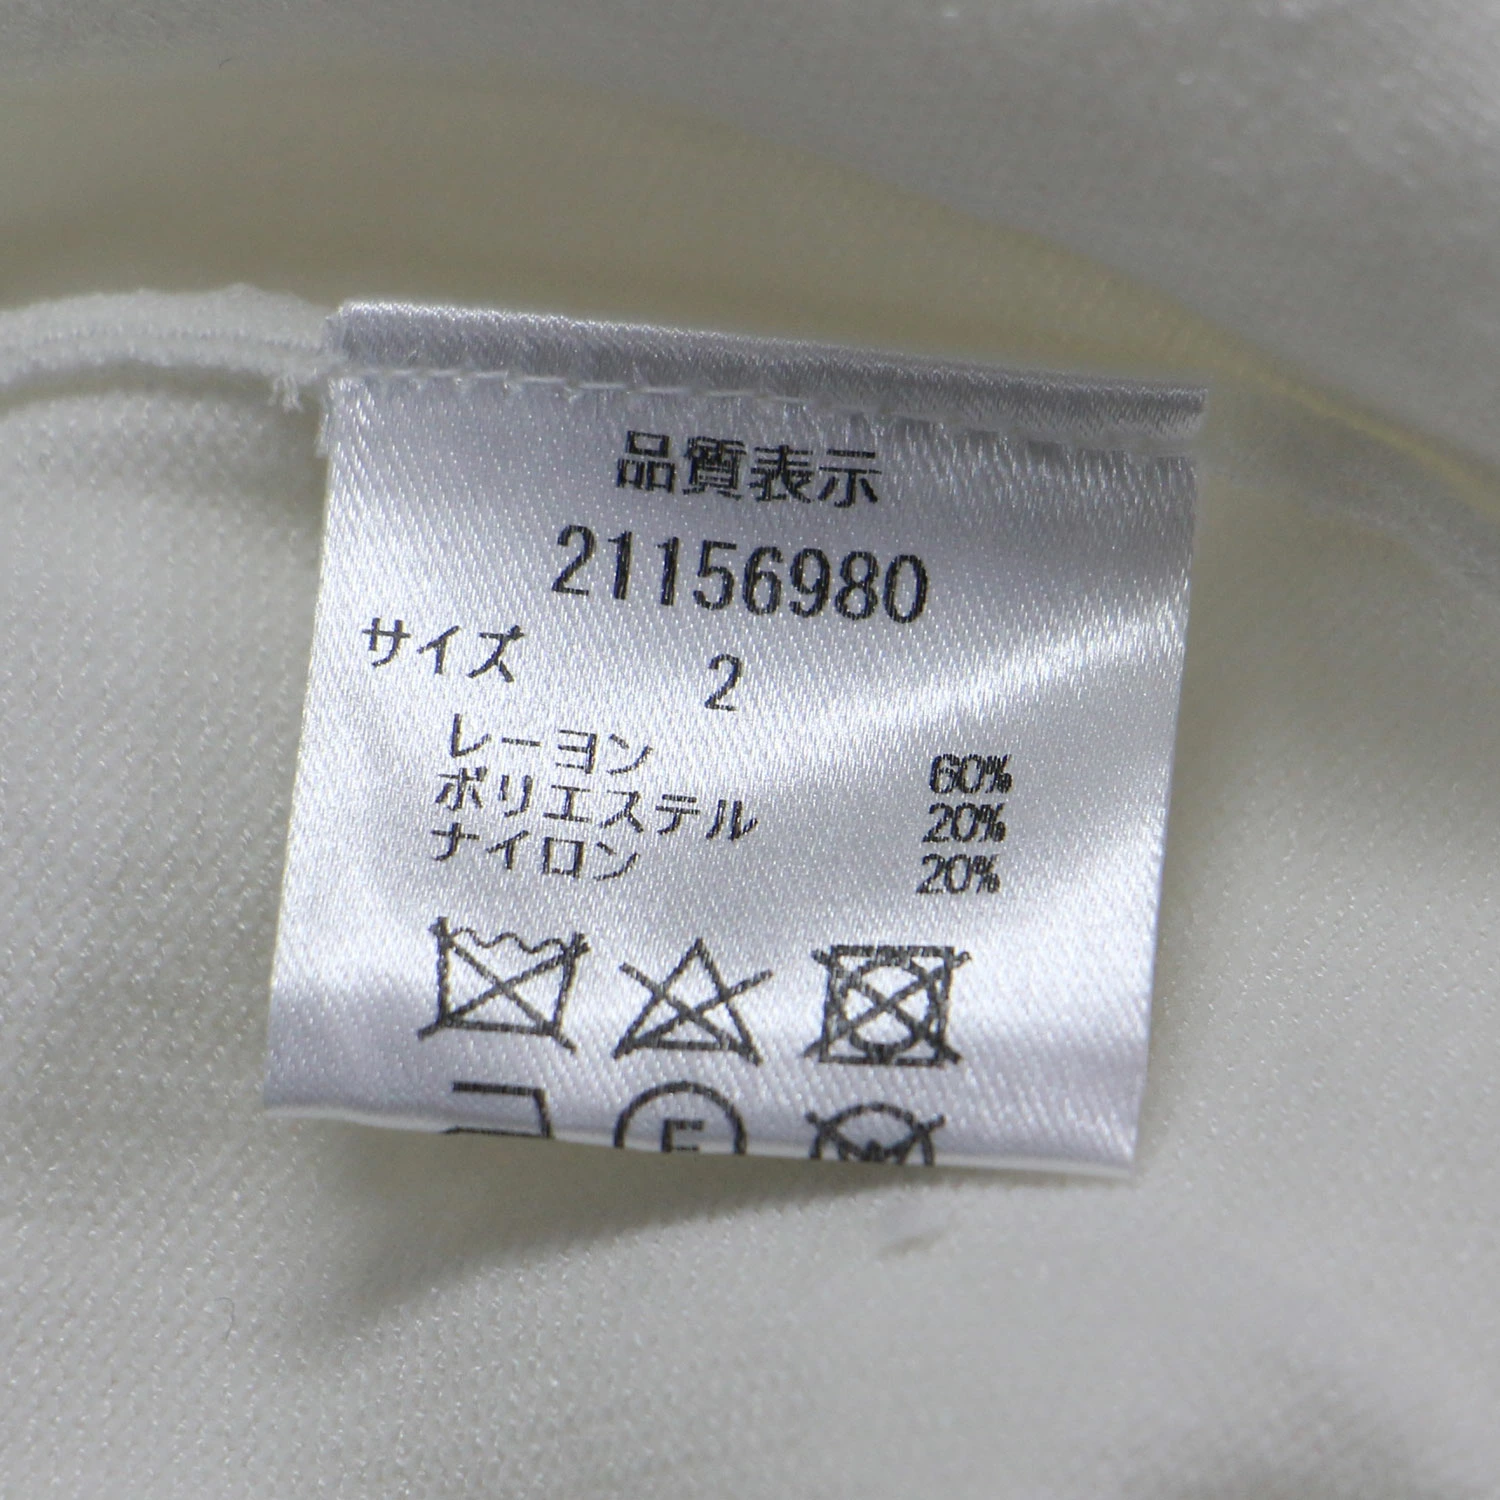 品質表示
21156980
サイズ 2
レーヨン 60%
ポリエステル 20%
ナイロン 20%